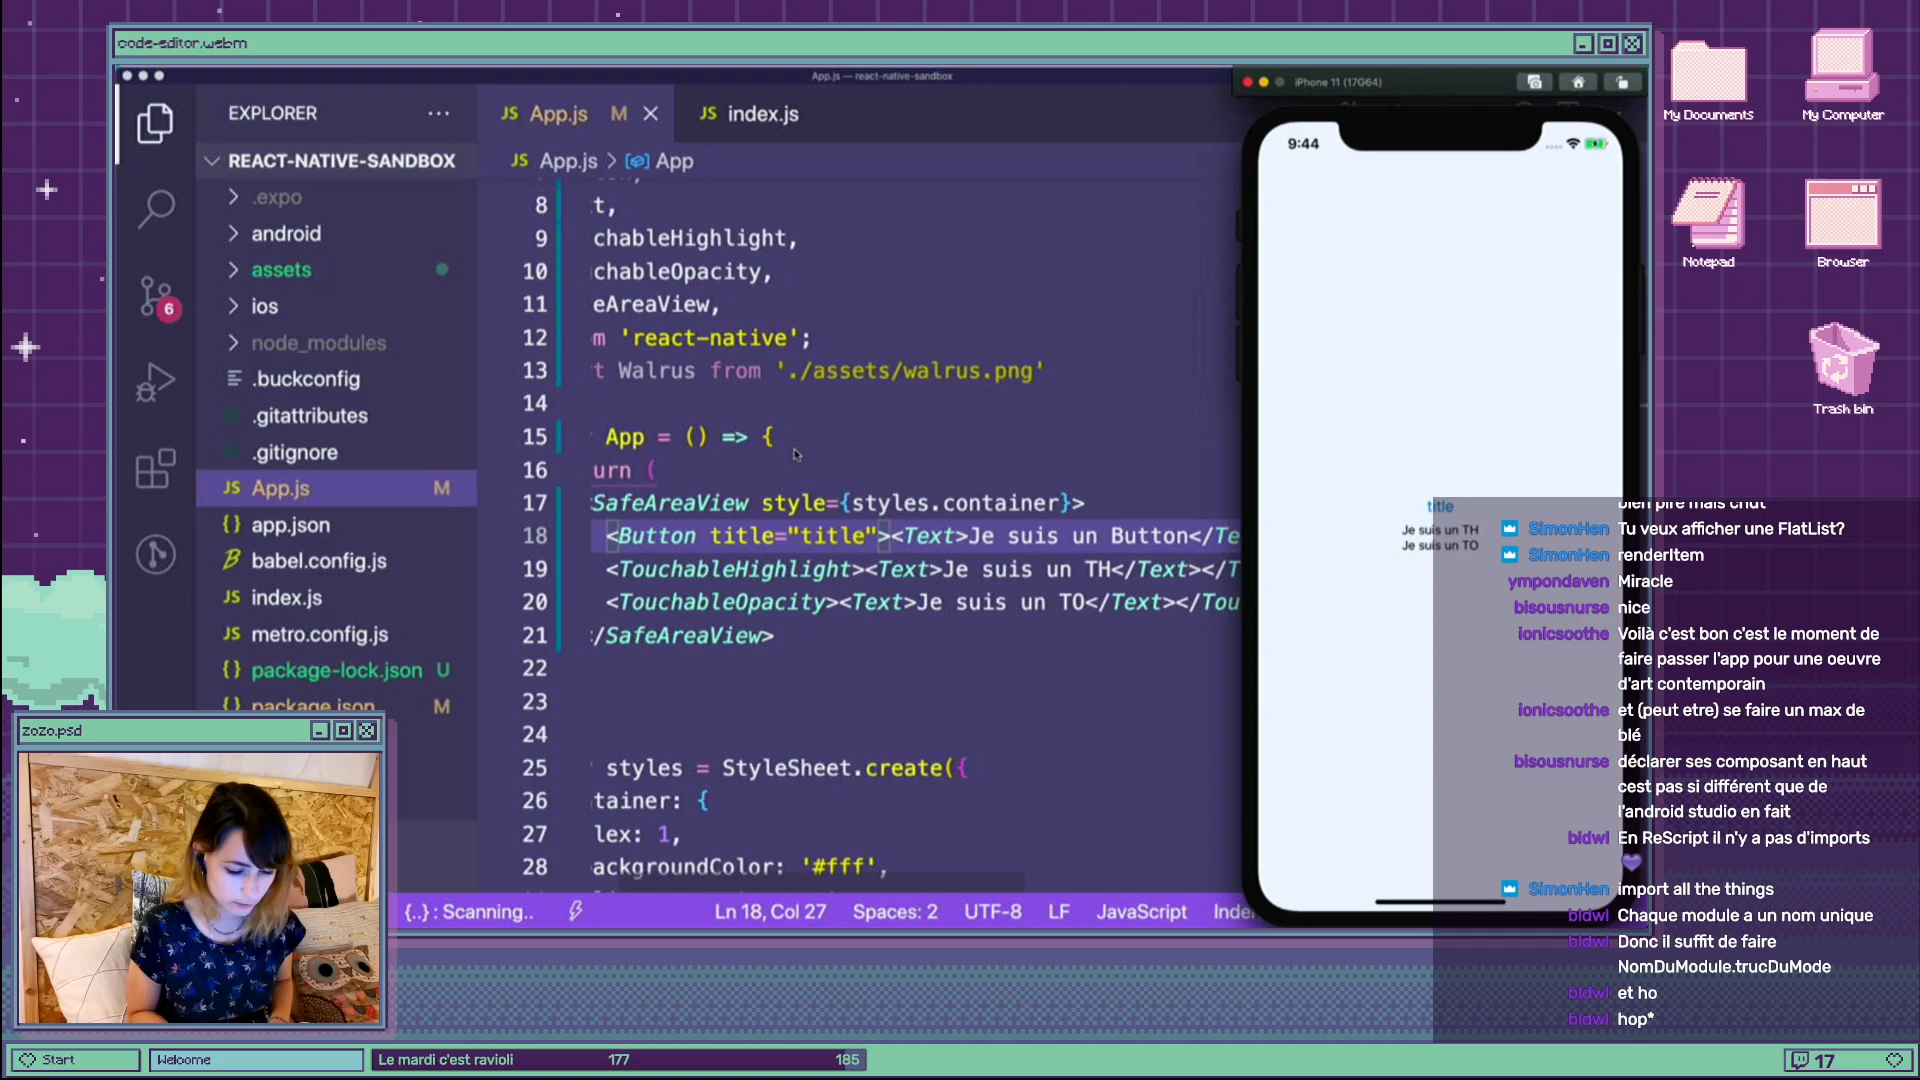 code-editor.webm
App.js — react-native-sandbox
iPhone 11 (17G64)
EXPLORER
JS App.js M
JS index.js
REACT-NATIVE-SANDBOX
JS App.js > App
.expo
android
assets
ios
node_modules
.buckconfig
.gitattributes
.gitignore
JS App.js M
{} app.json
babel.config.js
JS index.js
JS metro.config.js
{} package-lock.json U
{} package.json M
6
8 t,
9 chableHighlight,
10 chableOpacity,
11 eAreaView,
12 m 'react-native';
13 t Walrus from './assets/walrus.png'
14
15 App = () => {
16 urn (
17 SafeAreaView style={styles.container}>
18 <Button title="title"><Text>Je suis un Button</Te
19 <TouchableHighlight><Text>Je suis un TH</Text></T
20 <TouchableOpacity><Text>Je suis un TO</Text></Tou
21 /SafeAreaView>
22
23
24
25 styles = StyleSheet.create({
26 tainer: {
27 lex: 1,
28 ackgroundColor: '#fff',
{..} : Scanning..
Ln 18, Col 27
Spaces: 2
UTF-8
LF
JavaScript
9:44
title
Je suis un TH
Je suis un TO
bien pire mais chut
SimonHen Tu veux afficher une FlatList?
SimonHen renderItem
ympondaven Miracle
bisousnurse nice
ionicsoothe Voilà c'est bon c'est le moment de
faire passer l'app pour une oeuvre
d'art contemporain
ionicsoothe et (peut etre) se faire un max de
blé
bisousnurse déclarer ses composant en haut
cest pas si différent que de
l'android studio en fait
bldwl En ReScript il n'y a pas d'imports
SimonHen import all the things
bldwl Chaque module a un nom unique
bldwl Donc il suffit de faire
NomDuModule.trucDuMode
bldwl et ho
bldwl hop*
My Documents
My Computer
Notepad
Browser
Trash bin
zozo.psd
Start
Welcome
Le mardi c'est ravioli 177 185
17